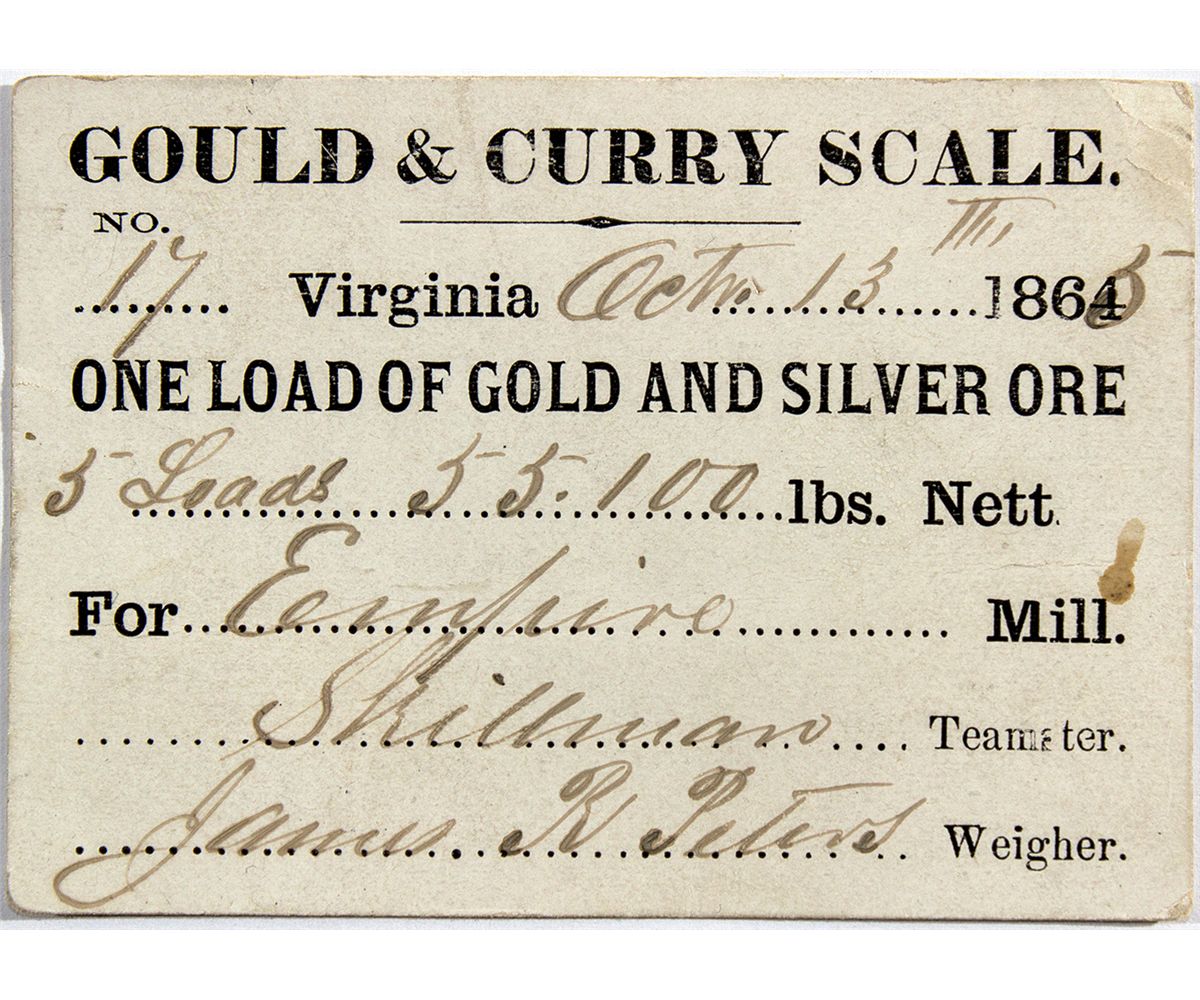 GOULD & CURRY SCALE.
NO.
17 Virginia Octr. 13th 1865
ONE LOAD OF GOLD AND SILVER ORE
5 Loads 55.100 lbs. Nett.
For Empire Mill.
Skillman Teamster.
James R Peters Weigher.